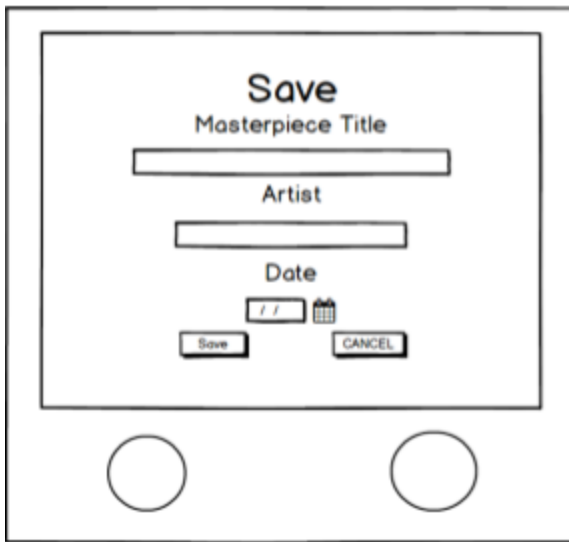 Save
Masterpiece Title
Artist
Date
/ /
Save CANCEL